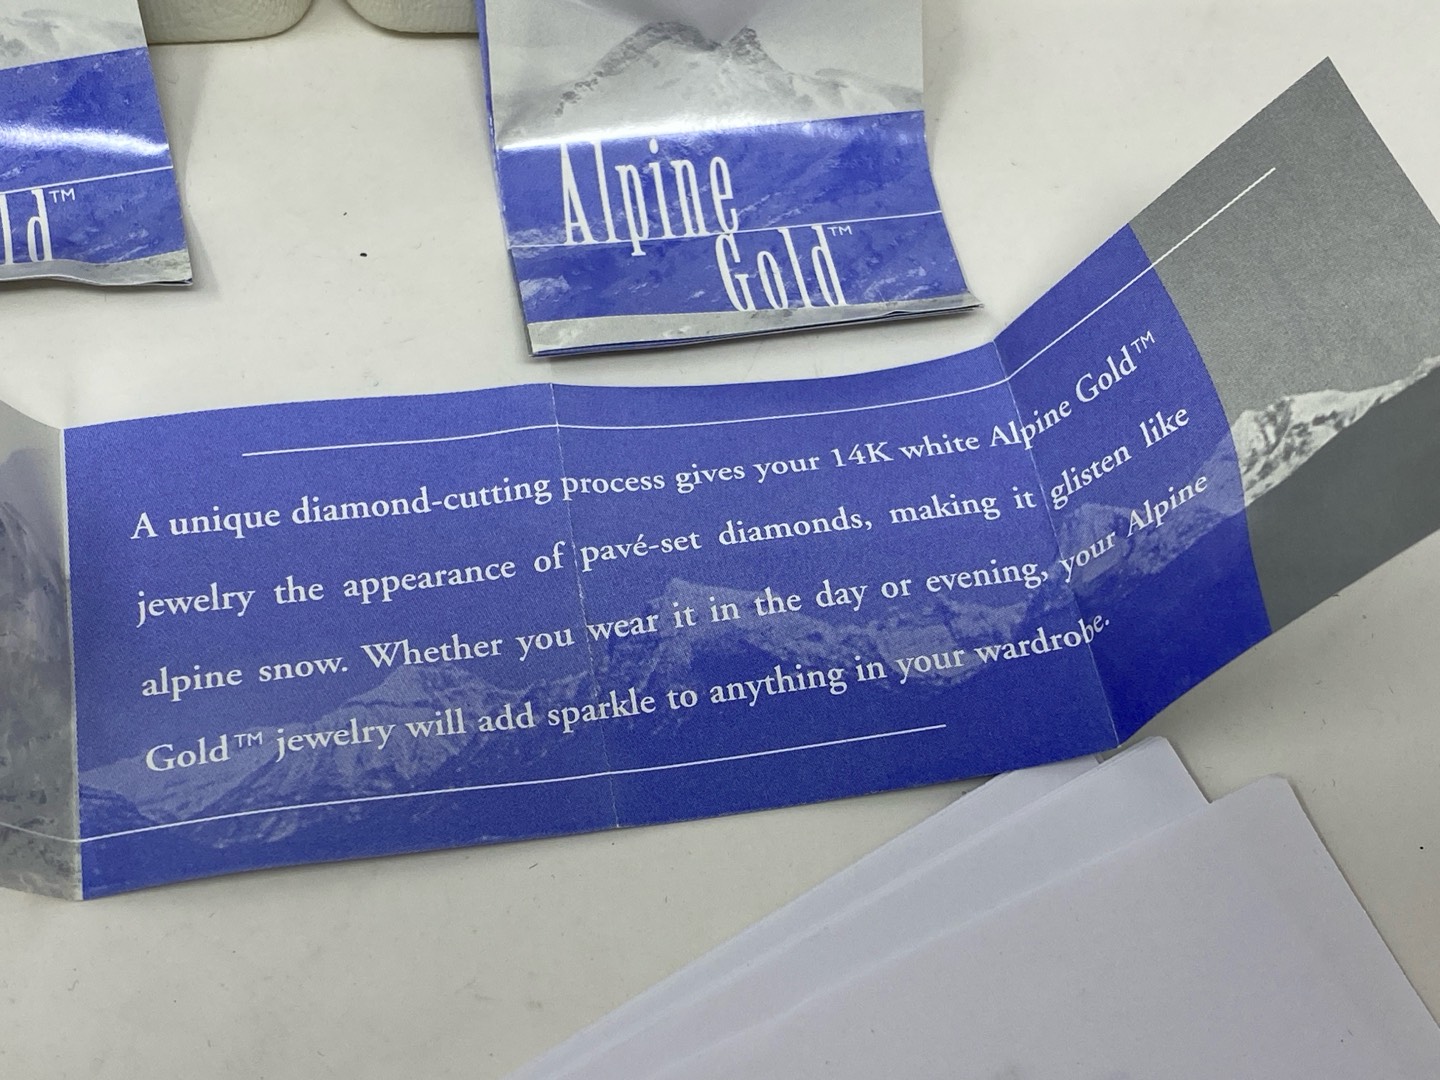 ld™
Alpine
Gold™
A unique diamond-cutting process gives your 14K white Alpine Gold™
jewelry the appearance of pavé-set diamonds, making it glisten like
alpine snow. Whether you wear it in the day or evening, your Alpine
Gold™ jewelry will add sparkle to anything in your wardrobe.